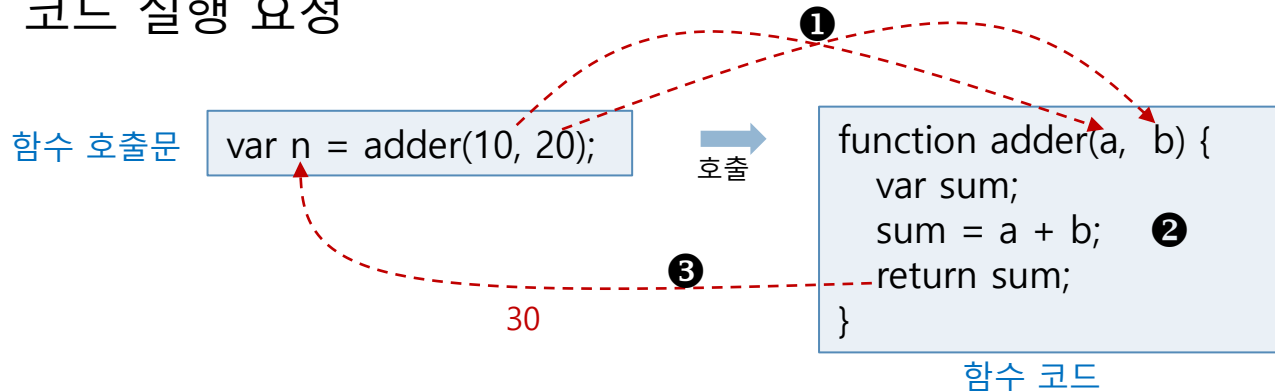 코드 실행 요청
❶
함수 호출문
var n = adder(10, 20);
호출
function adder(a, b) {
var sum;
sum = a + b; ❷
return sum;
}
❸
30
함수 코드